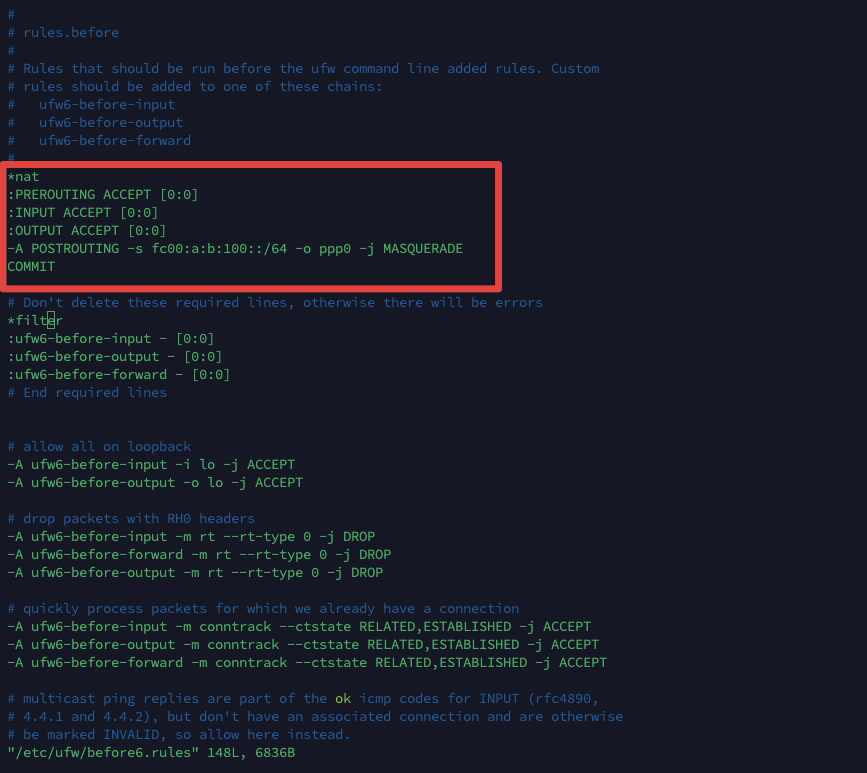 #
# rules.before
#
# Rules that should be run before the ufw command line added rules. Custom
# rules should be added to one of these chains:
#   ufw6-before-input
#   ufw6-before-output
#   ufw6-before-forward
#
*nat
:PREROUTING ACCEPT [0:0]
:INPUT ACCEPT [0:0]
:OUTPUT ACCEPT [0:0]
-A POSTROUTING -s fc00:a:b:100::/64 -o ppp0 -j MASQUERADE
COMMIT
# Don't delete these required lines, otherwise there will be errors
*filter
:ufw6-before-input - [0:0]
:ufw6-before-output - [0:0]
:ufw6-before-forward - [0:0]
# End required lines
# allow all on loopback
-A ufw6-before-input -i lo -j ACCEPT
-A ufw6-before-output -o lo -j ACCEPT
# drop packets with RH0 headers
-A ufw6-before-input -m rt --rt-type 0 -j DROP
-A ufw6-before-forward -m rt --rt-type 0 -j DROP
-A ufw6-before-output -m rt --rt-type 0 -j DROP
# quickly process packets for which we already have a connection
-A ufw6-before-input -m conntrack --ctstate RELATED,ESTABLISHED -j ACCEPT
-A ufw6-before-output -m conntrack --ctstate RELATED,ESTABLISHED -j ACCEPT
-A ufw6-before-forward -m conntrack --ctstate RELATED,ESTABLISHED -j ACCEPT
# multicast ping replies are part of the ok icmp codes for INPUT (rfc4890,
# 4.4.1 and 4.4.2), but don't have an associated connection and are otherwise
# be marked INVALID, so allow here instead.
"/etc/ufw/before6.rules" 148L, 6836B